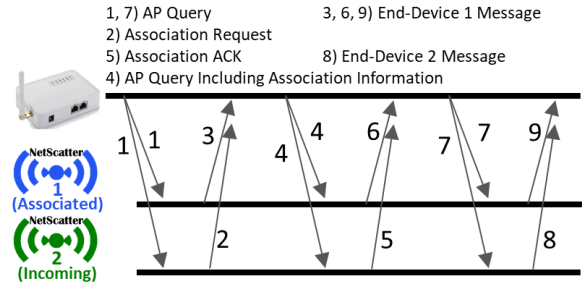 1, 7) AP Query 3, 6, 9) End-Device 1 Message
2) Association Request
5) Association ACK 8) End-Device 2 Message
4) AP Query Including Association Information
1 1 3 4 4 6 7 7 9
NetScatter
1
(Associated)
2 5 8
NetScatter
2
(Incoming)